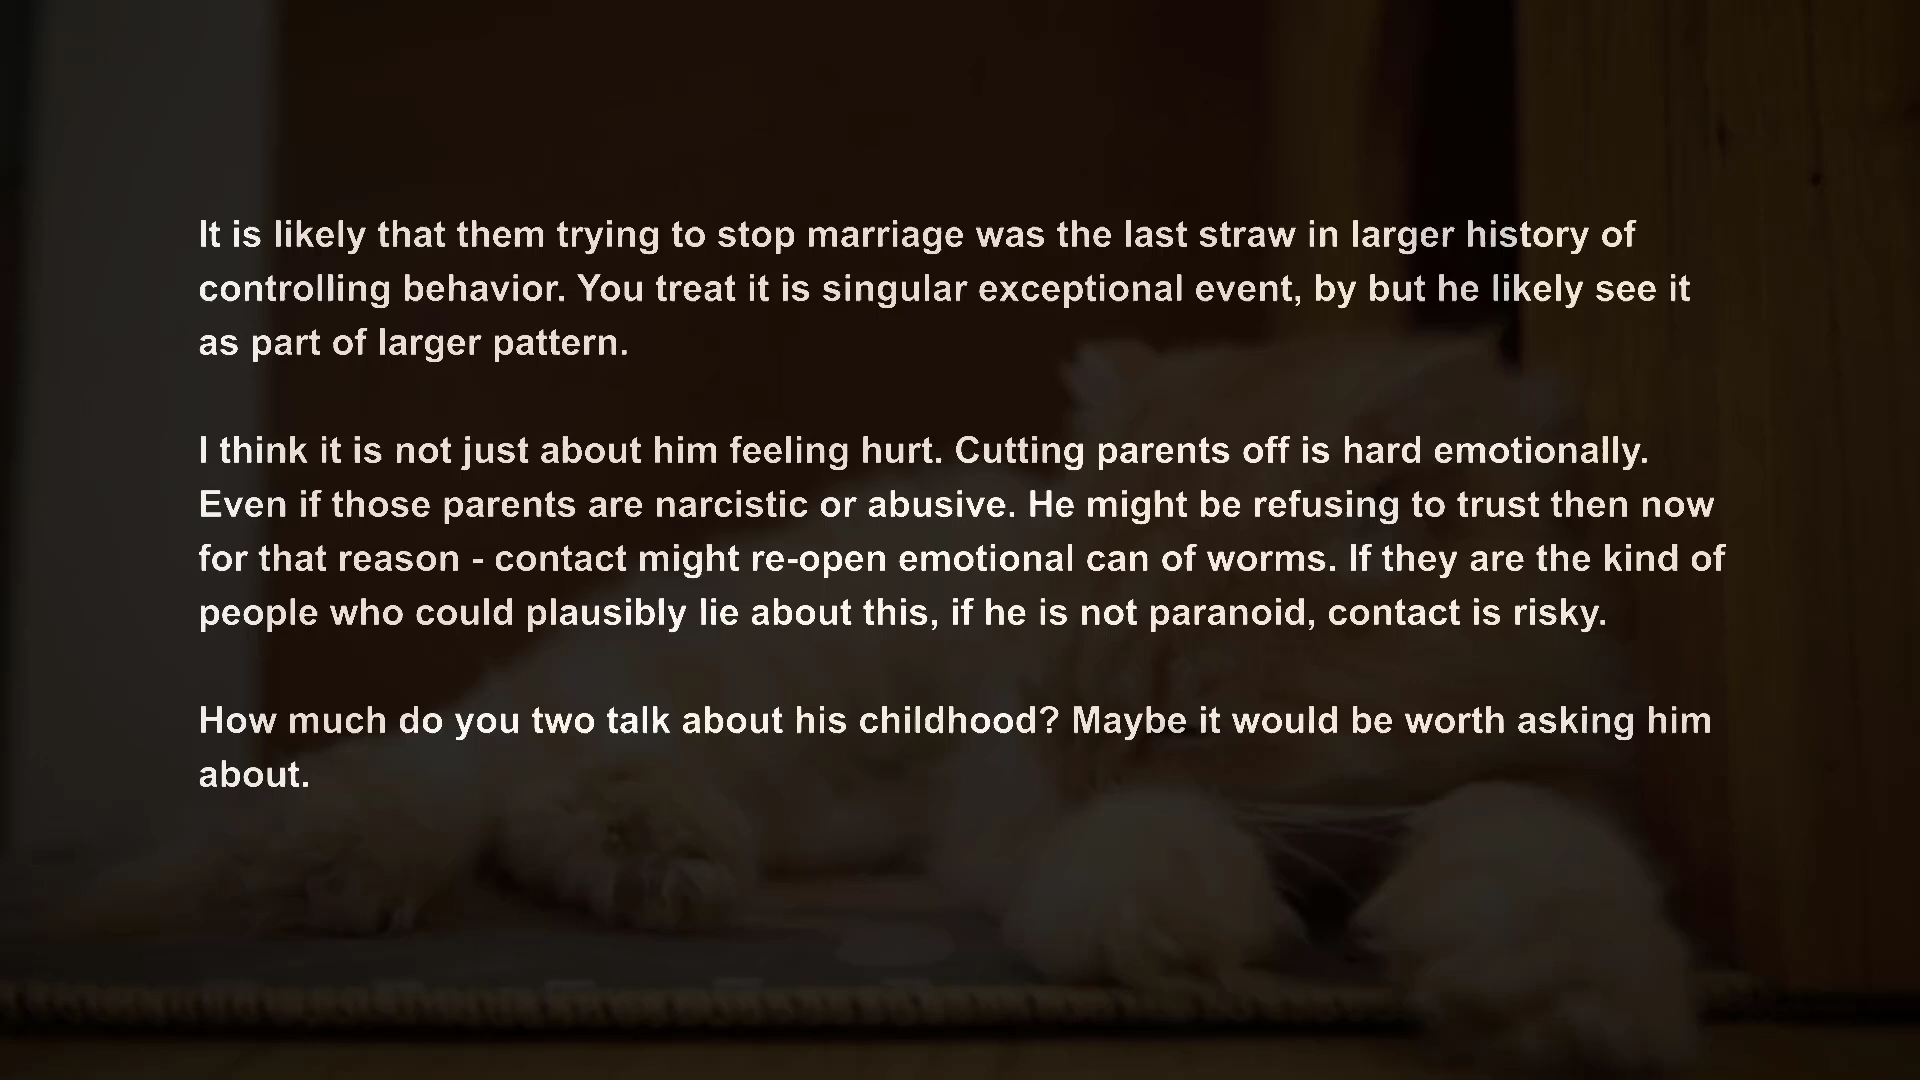 It is likely that them trying to stop marriage was the last straw in larger history of
controlling behavior. You treat it is singular exceptional event, by but he likely see it
as part of larger pattern.
I think it is not just about him feeling hurt. Cutting parents off is hard emotionally.
Even if those parents are narcistic or abusive. He might be refusing to trust then now
for that reason - contact might re-open emotional can of worms. If they are the kind of
people who could plausibly lie about this, if he is not paranoid, contact is risky.
How much do you two talk about his childhood? Maybe it would be worth asking him
about.